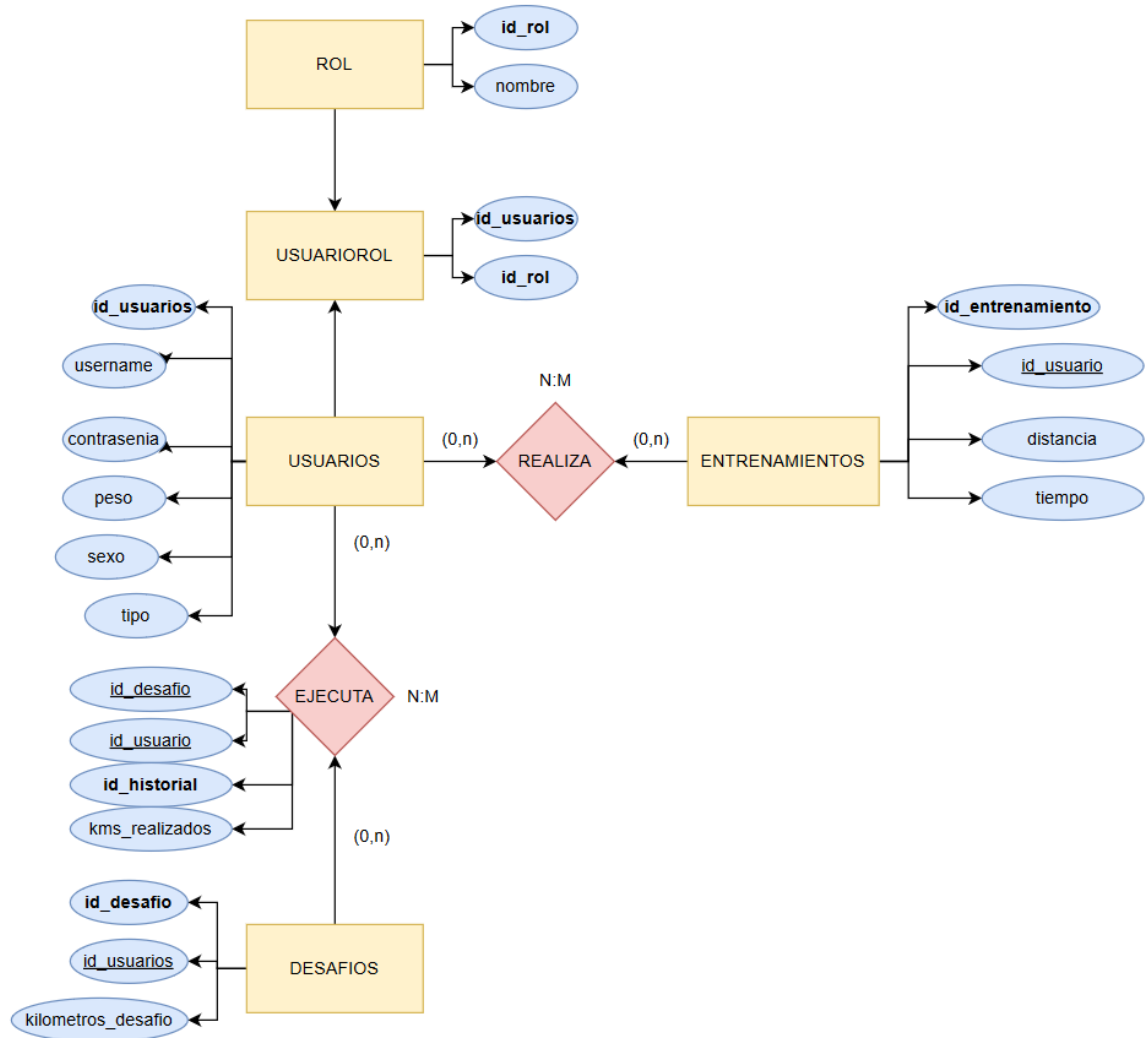 id_rol
ROL
nombre
id_usuarios
USUARIOROL
id_rol
id_usuarios
id_entrenamiento
username
id_usuario
N:M
contrasenia
(0,n)
(0,n)
distancia
USUARIOS
REALIZA
ENTRENAMIENTOS
peso
tiempo
(0,n)
sexo
tipo
id_desafio
EJECUTA
N:M
id_usuario
id_historial
kms_realizados
(0,n)
id_desafio
id_usuarios
DESAFIOS
kilometros_desafio